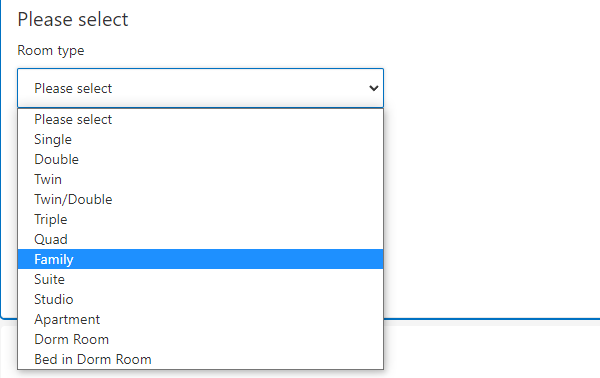 Please select
Room type
Please select
Please select
Single
Double
Twin
Twin/Double
Triple
Quad
Family
Suite
Studio
Apartment
Dorm Room
Bed in Dorm Room